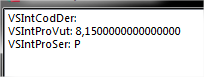 VSIntCodDer:
VSIntProVut: 8,1500000000000000
VSIntProSer: P